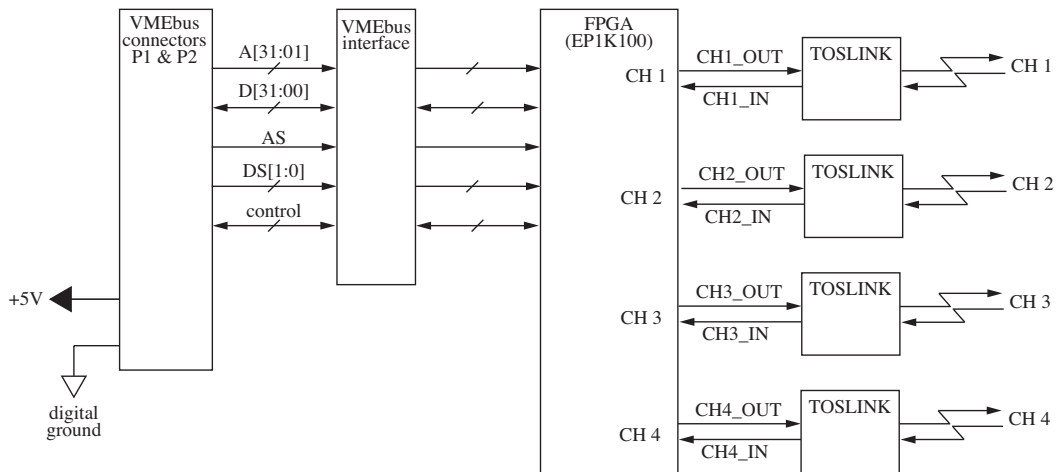 VMEbus
connectors
P1 & P2
A[31:01]
D[31:00]
AS
DS[1:0]
control
+5V
digital
ground
VMEbus
interface
FPGA
(EP1K100)
CH 1
CH1_OUT
CH1_IN
TOSLINK
CH 1
CH 2
CH2_OUT
CH2_IN
TOSLINK
CH 2
CH 3
CH3_OUT
CH3_IN
TOSLINK
CH 3
CH 4
CH4_OUT
CH4_IN
TOSLINK
CH 4